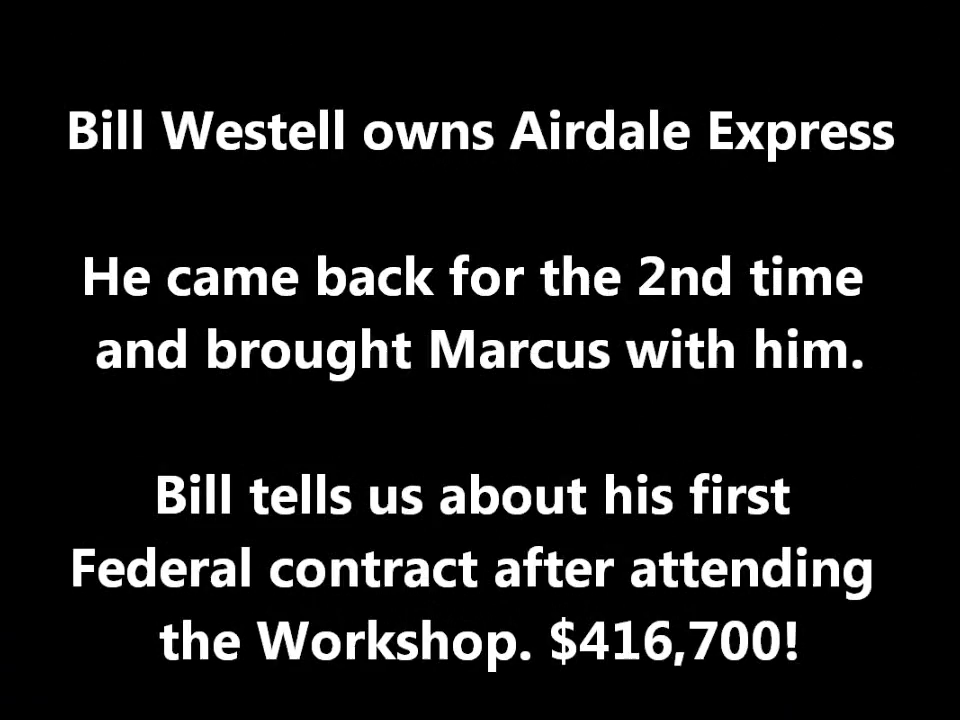 Bill Westell owns Airdale Express
He came back for the 2nd time
and brought Marcus with him.
Bill tells us about his first
Federal contract after attending
the Workshop. $416,700!